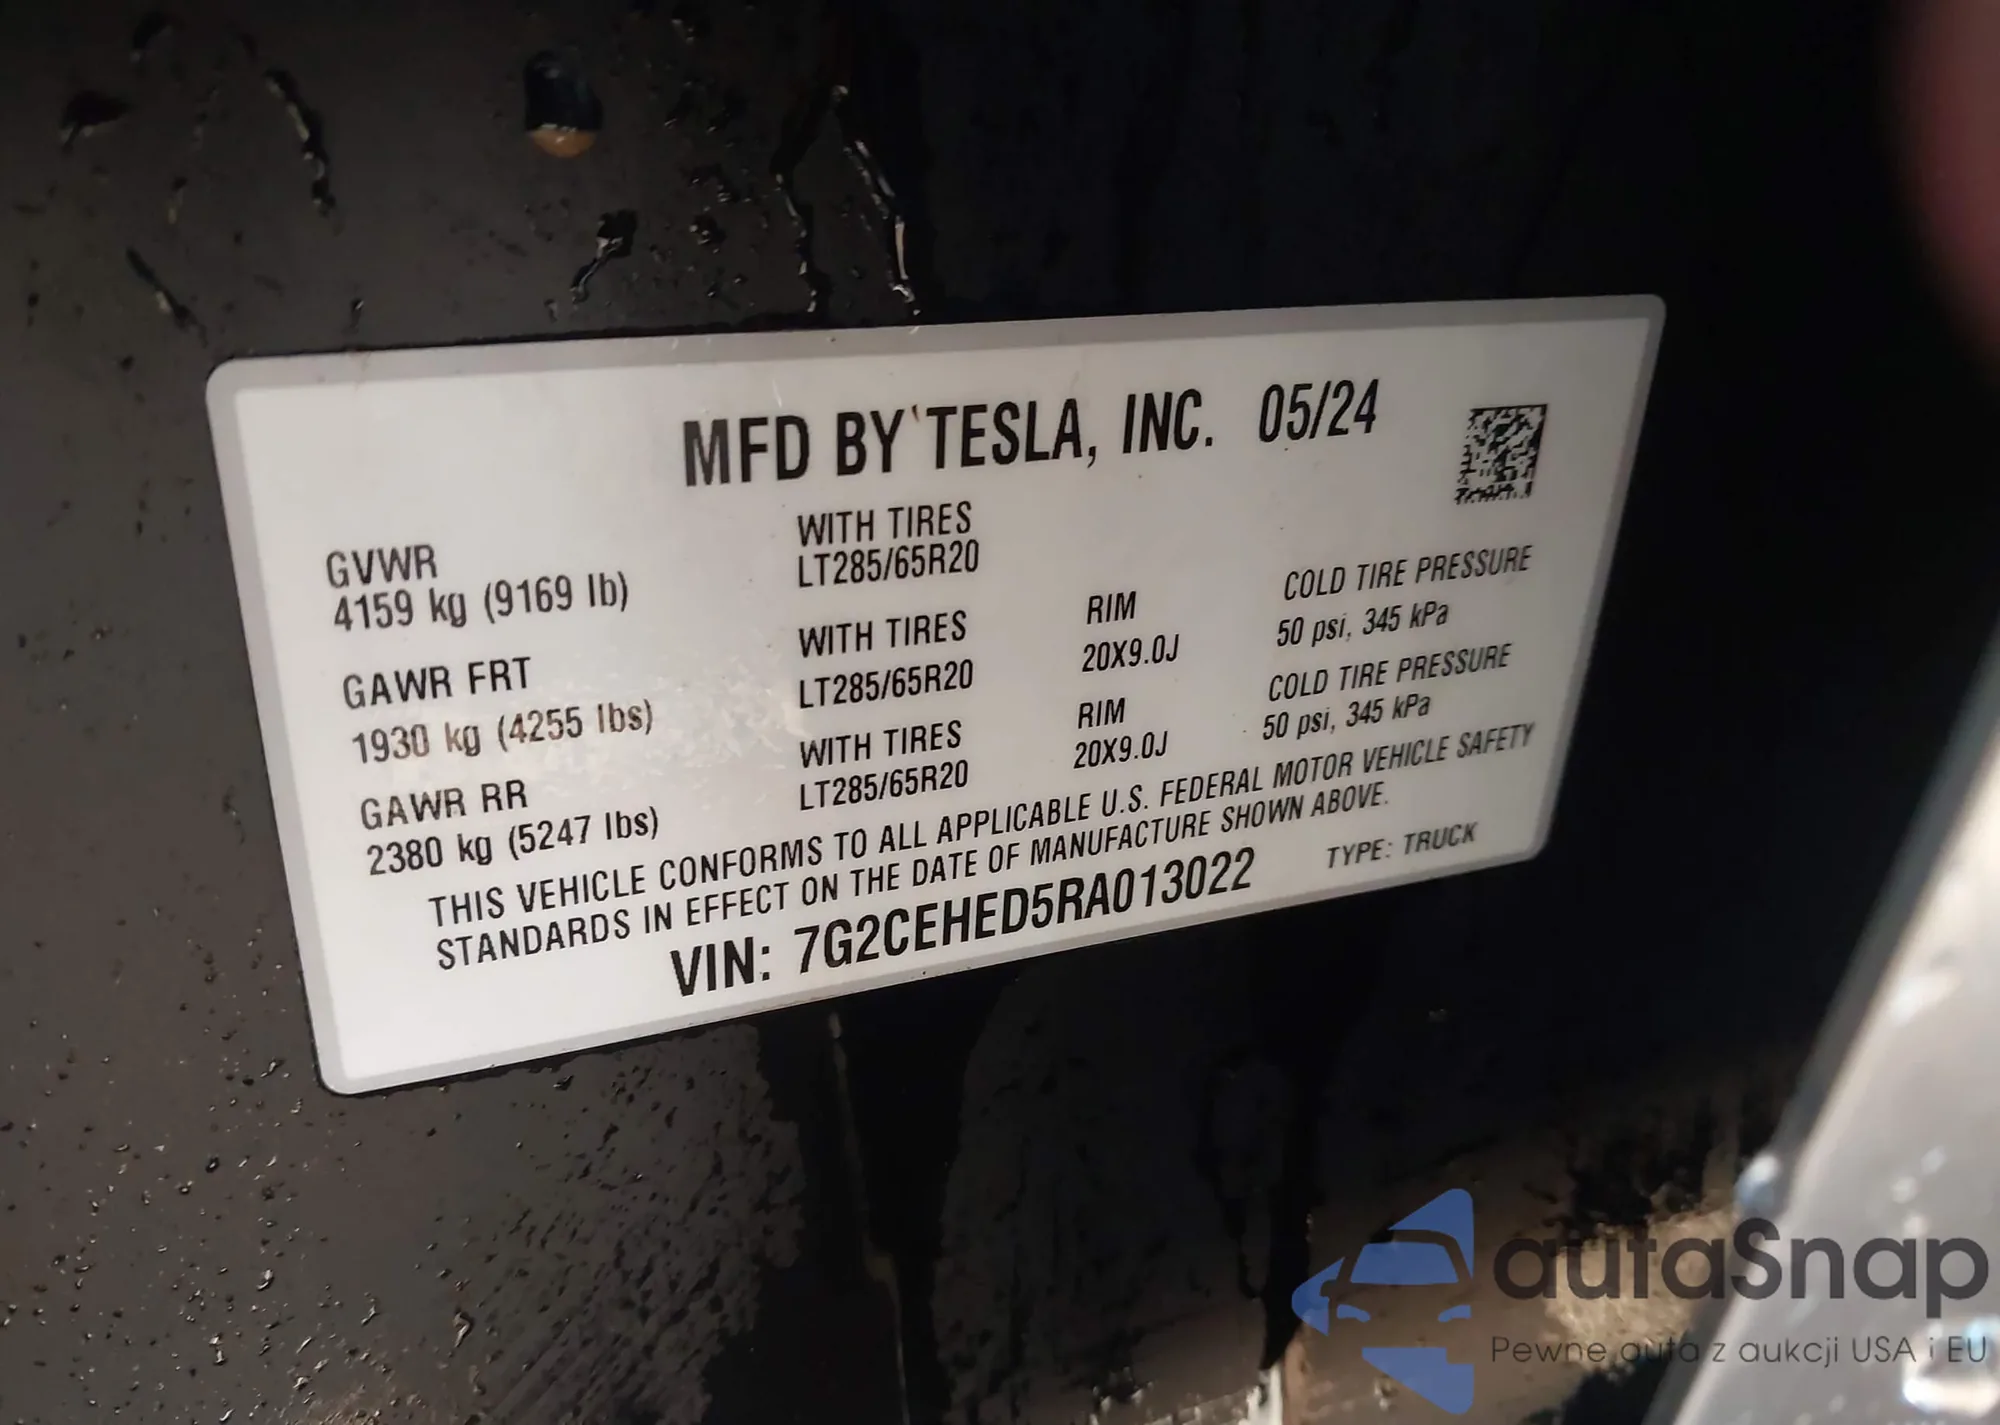 MFD BY TESLA, INC. 05/24
GVWR
4159 kg (9169 lb)
WITH TIRES
LT285/65R20
GAWR FRT
1930 kg (4255 lbs)
WITH TIRES
LT285/65R20
RIM
20X9.0J
COLD TIRE PRESSURE
50 psi, 345 kPa
GAWR RR
2380 kg (5247 lbs)
WITH TIRES
LT285/65R20
RIM
20X9.0J
COLD TIRE PRESSURE
50 psi, 345 kPa
THIS VEHICLE CONFORMS TO ALL APPLICABLE U.S. FEDERAL MOTOR VEHICLE SAFETY
STANDARDS IN EFFECT ON THE DATE OF MANUFACTURE SHOWN ABOVE.
VIN: 7G2CEHED5RA013022
TYPE: TRUCK
autaSnap
Pewne auta z aukcji USA i EU